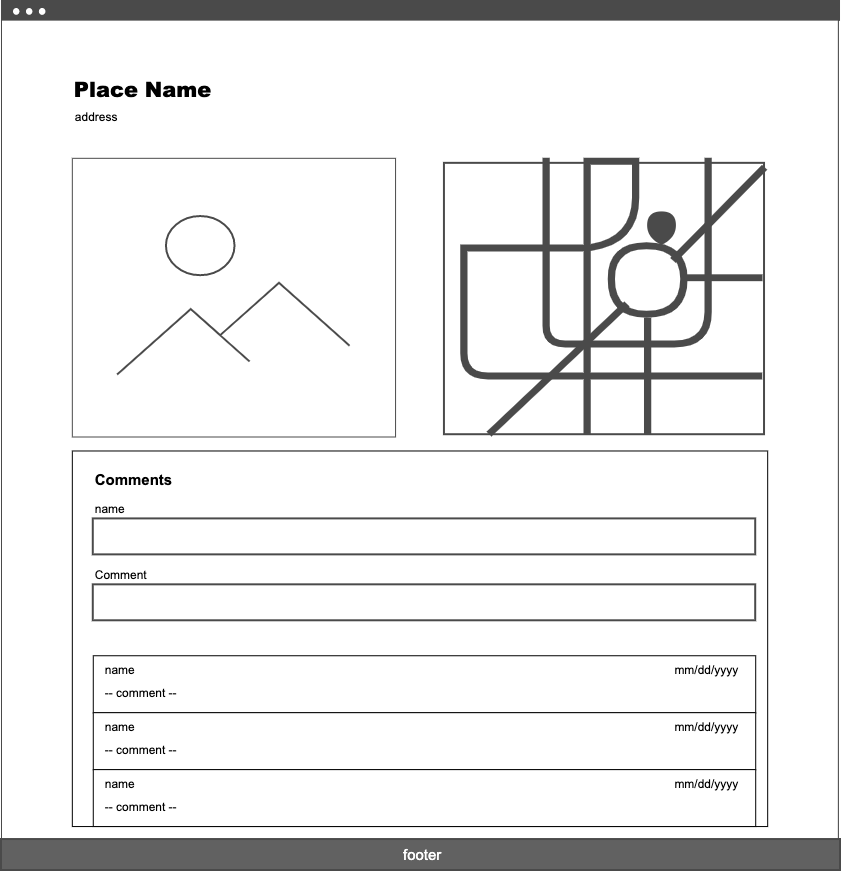 Place Name
address
Comments
name
Comment
name mm/dd/yyyy
-- comment --
name mm/dd/yyyy
-- comment --
name mm/dd/yyyy
-- comment --
footer